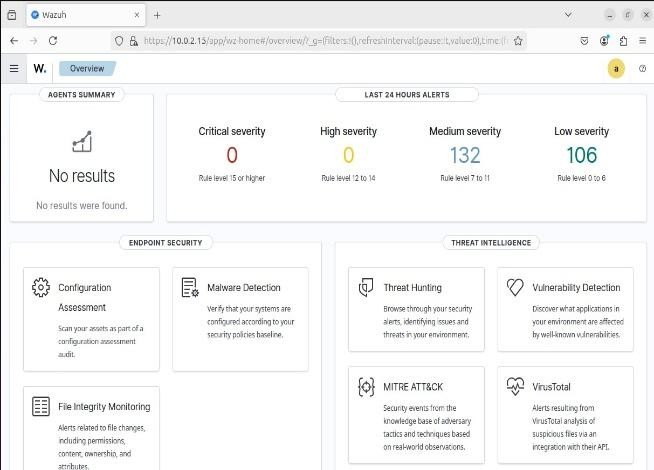 Wazuh
https://10.0.2.15/app/wz-home#/overview/?_g=(filters:!(),refreshInterval:(pause:!t,value:0),time:(
W.
Overview
a
AGENTS SUMMARY
No results
No results were found.
LAST 24 HOURS ALERTS
Critical severity
0
Rule level 15 or higher
High severity
0
Rule level 12 to 14
Medium severity
132
Rule level 7 to 11
Low severity
106
Rule level 0 to 6
ENDPOINT SECURITY
Configuration
Assessment
Scan your assets as part of a
configuration assessment
audit.
Malware Detection
Verify that your systems are
configured according to your
security policies baseline.
File Integrity Monitoring
Alerts related to file changes,
including permissions,
content, ownership, and
attributes.
THREAT INTELLIGENCE
Threat Hunting
Browse through your security
alerts, identifying issues and
threats in your environment.
Vulnerability Detection
Discover what applications in
your environment are affected
by well-known vulnerabilities.
MITRE ATT&CK
Security events from the
knowledge base of adversary
tactics and techniques based
on real-world observations.
VirusTotal
Alerts resulting from
VirusTotal analysis of
suspicious files via an
integration with their API.